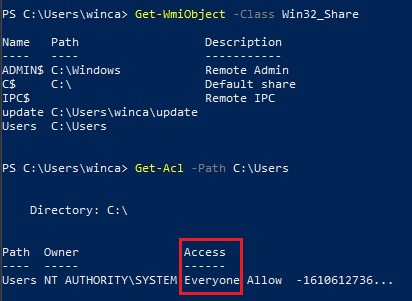 PS C:\Users\winca> Get-WmiObject -Class Win32_Share
Name Path Description
---- ---- -----------
ADMIN$ C:\Windows Remote Admin
C$ C:\ Default share
IPC$ Remote IPC
update C:\Users\winca\update
Users C:\Users
PS C:\Users\winca> Get-Acl -Path C:\Users
Directory: C:\
Path Owner Access
---- ----- ------
Users NT AUTHORITY\SYSTEM Everyone Allow -1610612736...